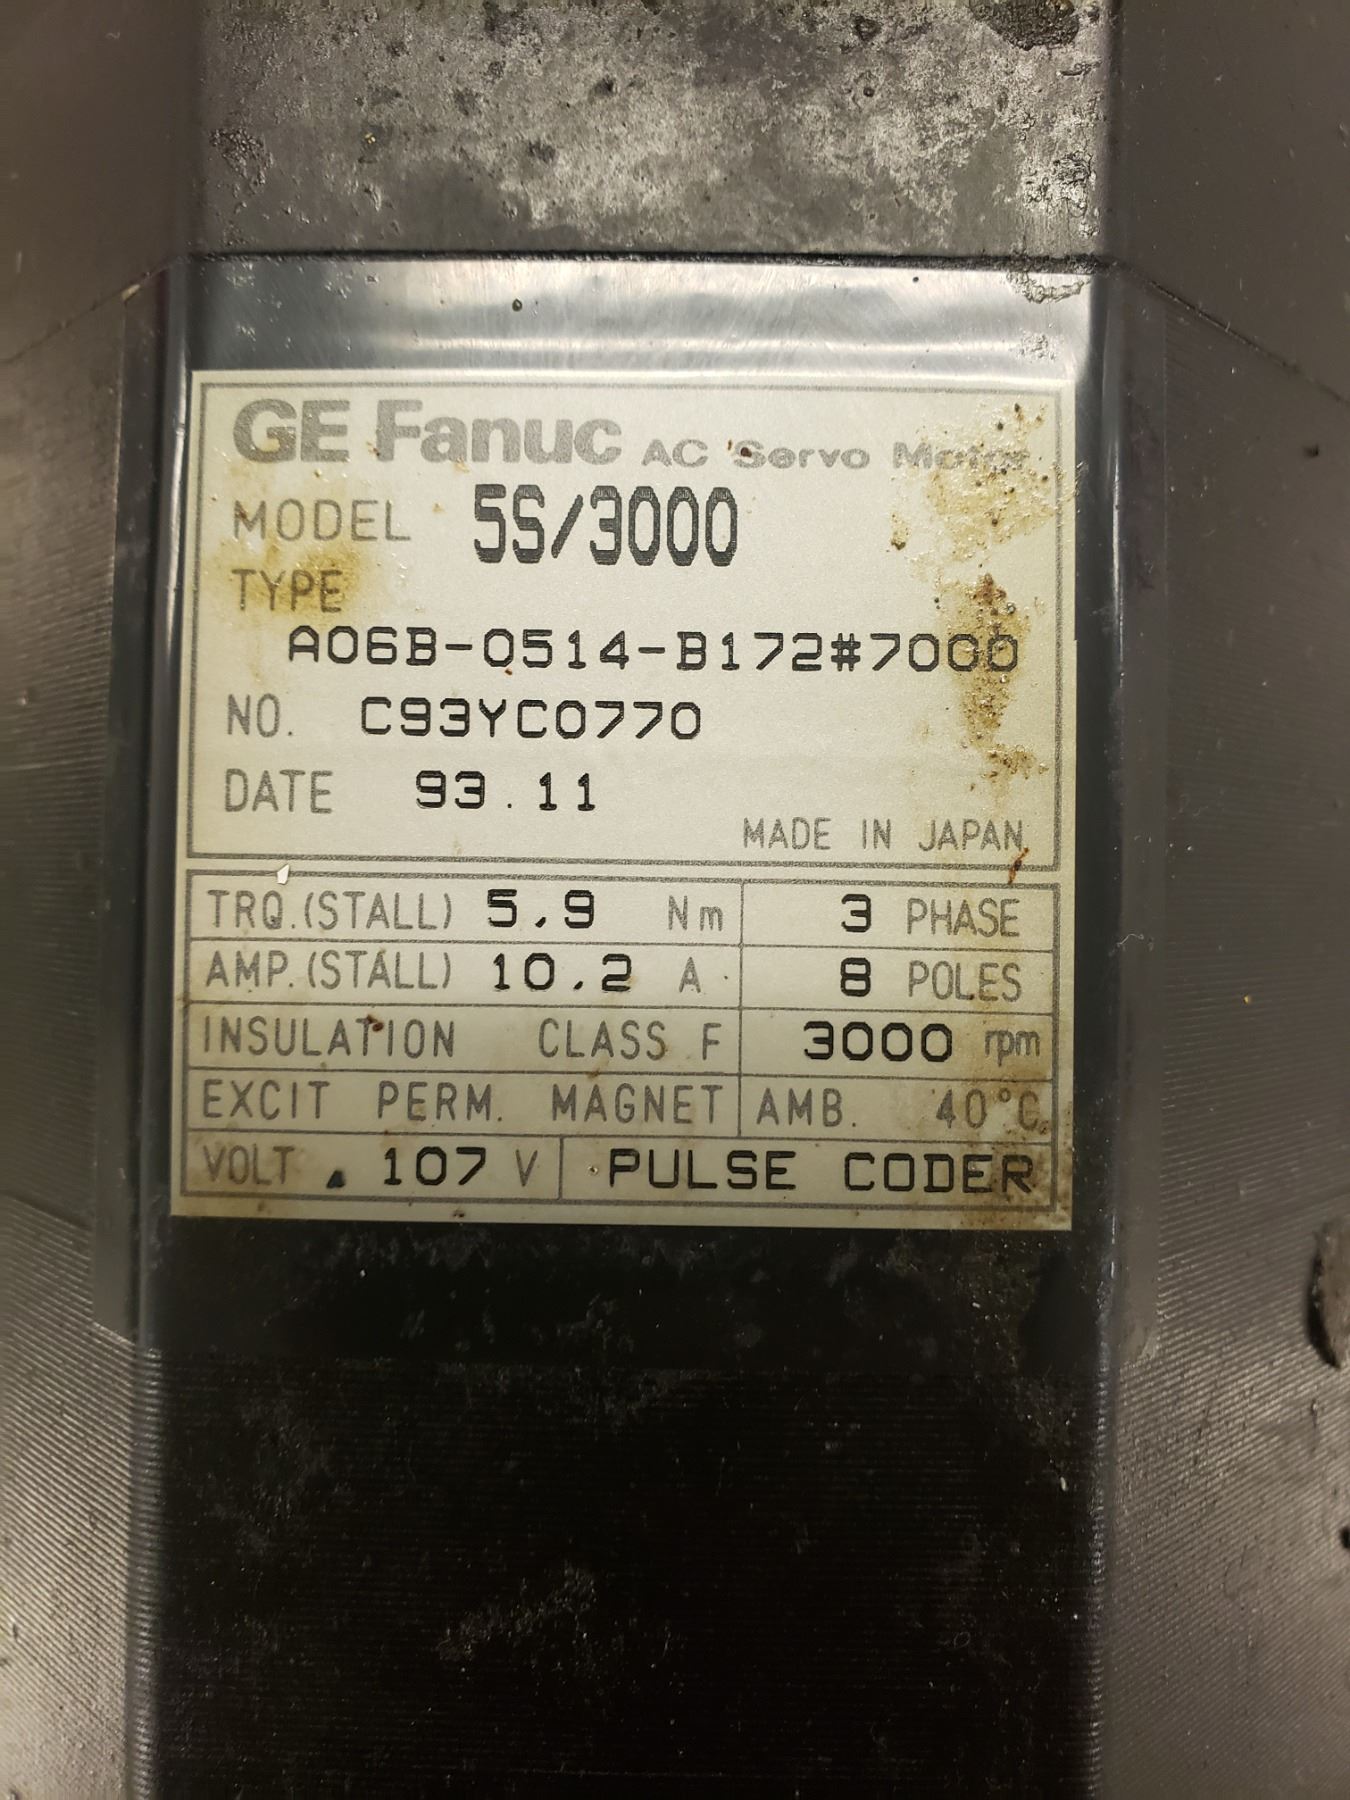 GE Fanuc AC Servo Motor
MODEL 5S/3000
TYPE
A06B-0514-B172#7000
NO. C93YC0770
DATE 93.11
MADE IN JAPAN
TRQ.(STALL) 5.9 Nm 3 PHASE
AMP.(STALL) 10.2 A 8 POLES
INSULATION CLASS F 3000 rpm
EXCIT PERM. MAGNET AMB. 40°C
VOLT. 107 V PULSE CODER